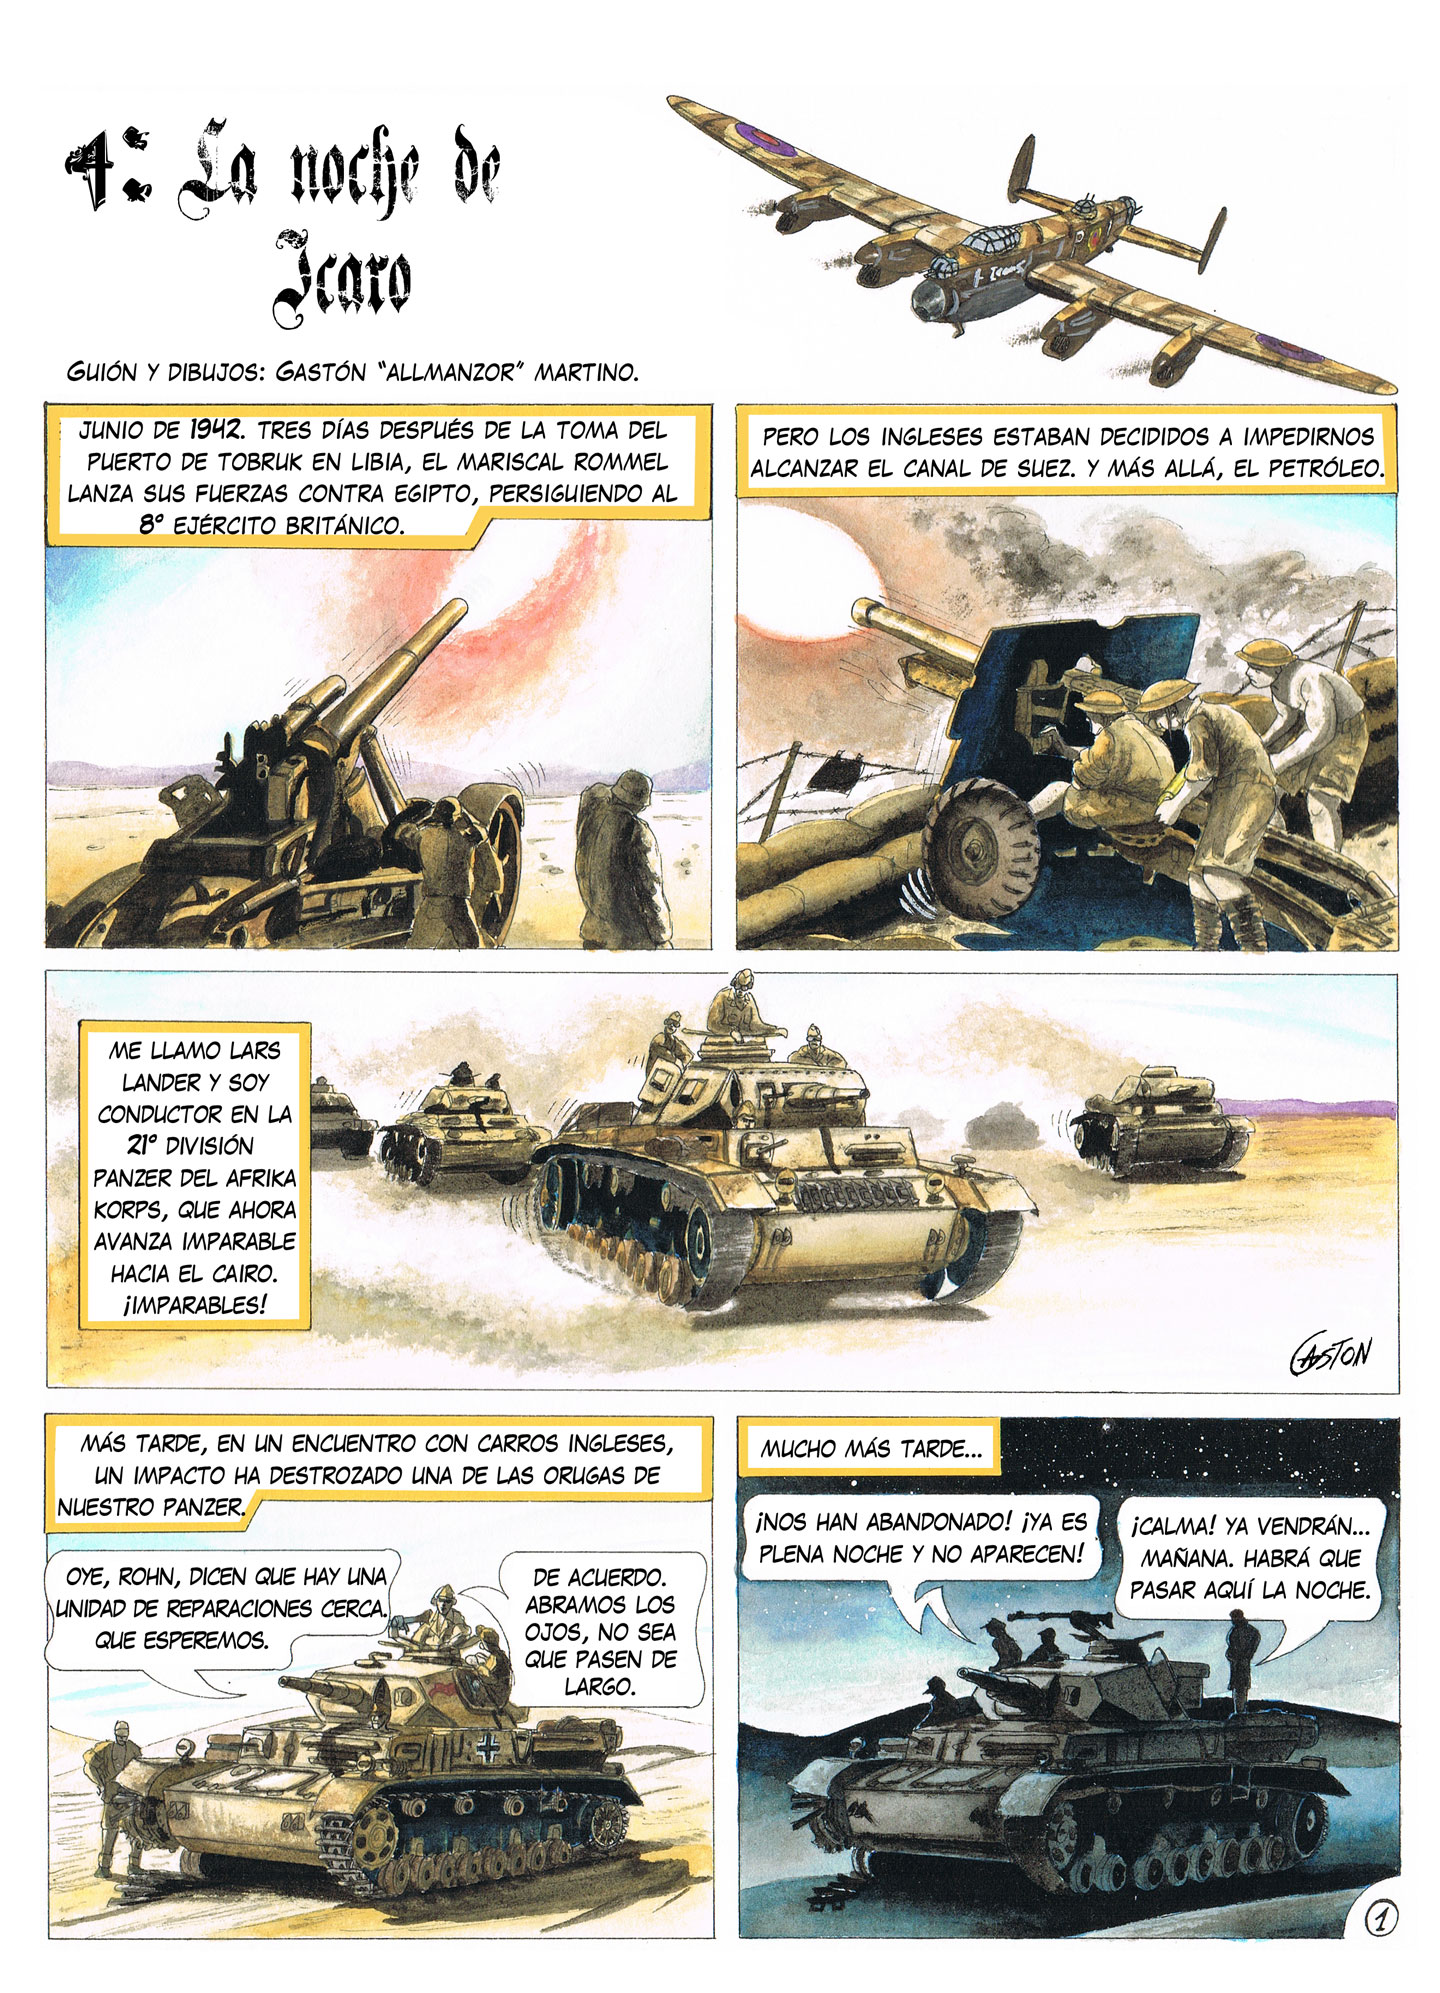 4: La noche de
Icaro
GUIÓN Y DIBUJOS: GASTÓN "ALLMANZOR" MARTINO.
JUNIO DE 1942. TRES DÍAS DESPUÉS DE LA TOMA DEL
PUERTO DE TOBRUK EN LIBIA, EL MARISCAL ROMMEL
LANZA SUS FUERZAS CONTRA EGIPTO, PERSIGUIENDO AL
8º EJÉRCITO BRITÁNICO.
PERO LOS INGLESES ESTABAN DECIDIDOS A IMPEDIRNOS
ALCANZAR EL CANAL DE SUEZ. Y MÁS ALLÁ, EL PETRÓLEO.
ME LLAMO LARS
LANDER Y SOY
CONDUCTOR EN LA
21º DIVISIÓN
PANZER DEL AFRIKA
KORPS, QUE AHORA
AVANZA IMPARABLE
HACIA EL CAIRO.
¡IMPARABLES!
GASTON
MÁS TARDE, EN UN ENCUENTRO CON CARROS INGLESES,
UN IMPACTO HA DESTROZADO UNA DE LAS ORUGAS DE
NUESTRO PANZER.
OYE, ROHN, DICEN QUE HAY UNA
UNIDAD DE REPARACIONES CERCA.
QUE ESPEREMOS.
DE ACUERDO.
ABRAMOS LOS
OJOS, NO SEA
QUE PASEN DE
LARGO.
MUCHO MÁS TARDE...
¡NOS HAN ABANDONADO! ¡YA ES
PLENA NOCHE Y NO APARECEN!
¡CALMA! YA VENDRÁN...
MAÑANA. HABRÁ QUE
PASAR AQUÍ LA NOCHE.
1